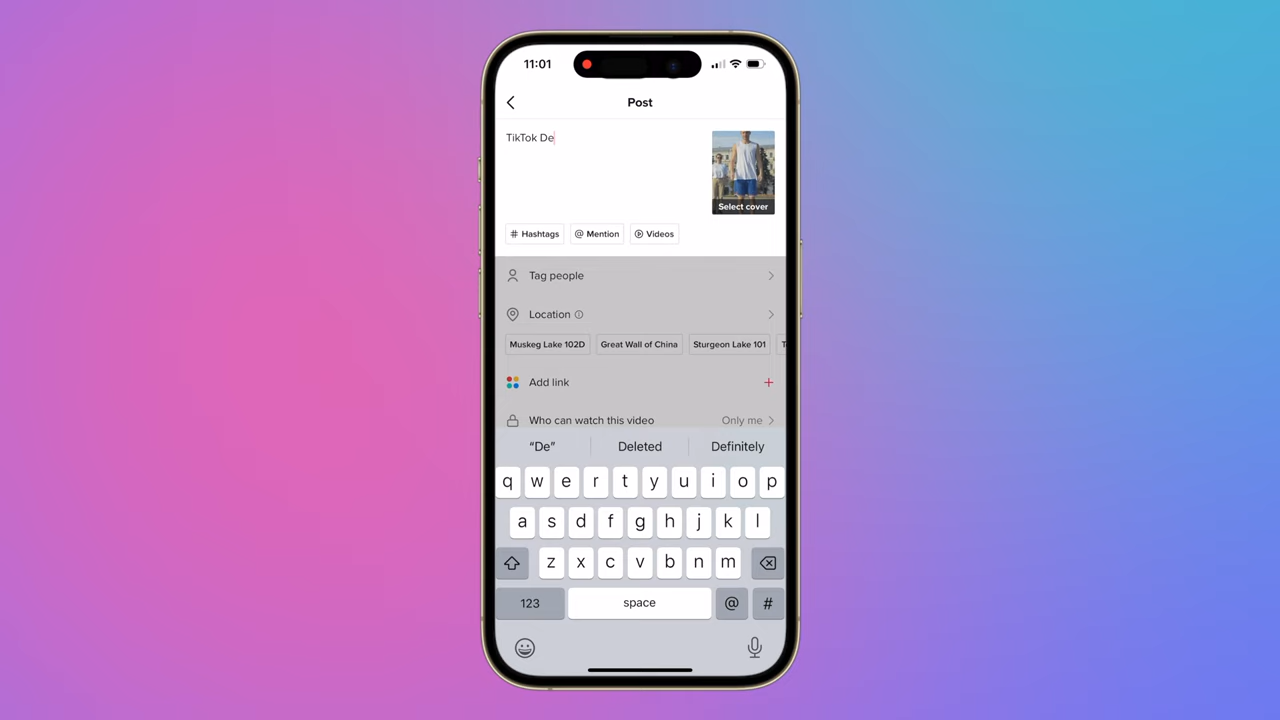 11:01
Post
TikTok De
Select cover
# Hashtags
@ Mention
Videos
Tag people
Location
Muskeg Lake 102D
Great Wall of China
Sturgeon Lake 101
T
Add link
Who can watch this video
Only me
“De”
Deleted
Definitely
q w e r t y u i o p
a s d f g h j k l
z x c v b n m
123
space
@
#